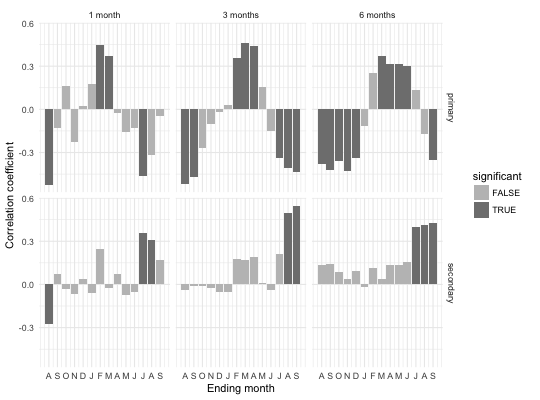 1 month 3 months 6 months
0.6
0.3
0.0
-0.3
primary
0.6
0.3
0.0
-0.3
secondary
Correlation coefficient
A S O N D J F M A M J J A S A S O N D J F M A M J J A S A S O N D J F M A M J J A S
Ending month
significant
FALSE
TRUE